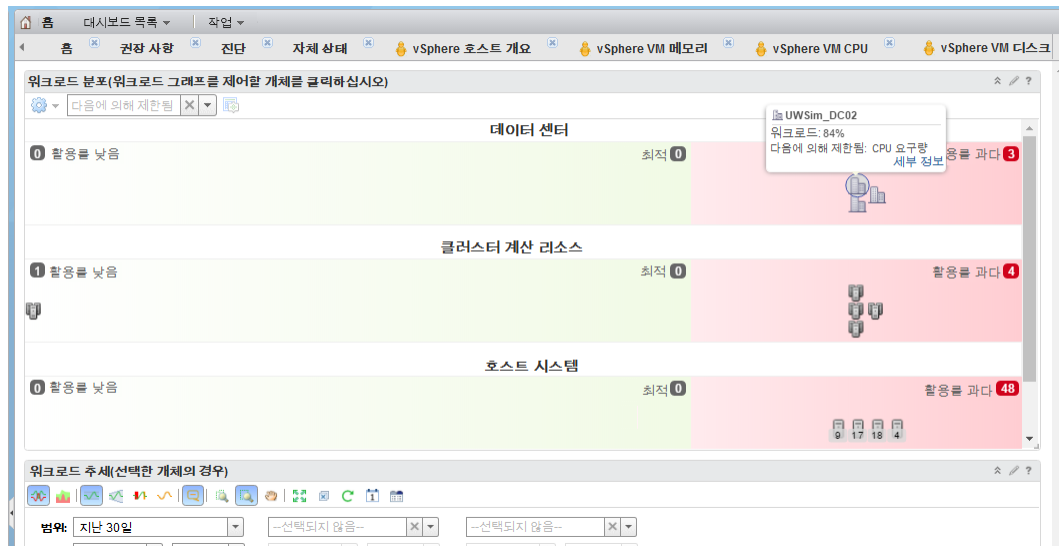 홈 대시보드 목록 작업
홈 권장 사항 진단 자체 상태 vSphere 호스트 개요 vSphere VM 메모리 vSphere VM CPU vSphere VM 디스크
워크로드 분포(워크로드 그래프를 제어할 개체를 클릭하십시오)
다음에 의해 제한됨
데이터 센터
0 활용률 낮음
최적 0
활용률 과다 3
UWSim_DC02
워크로드: 84%
다음에 의해 제한됨: CPU 요구량
세부 정보
클러스터 계산 리소스
1 활용률 낮음
최적 0
활용률 과다 4
호스트 시스템
0 활용률 낮음
최적 0
활용률 과다 48
9 17 18 4
워크로드 추세(선택한 개체의 경우)
범위: 지난 30일 --선택되지 않음-- --선택되지 않음--